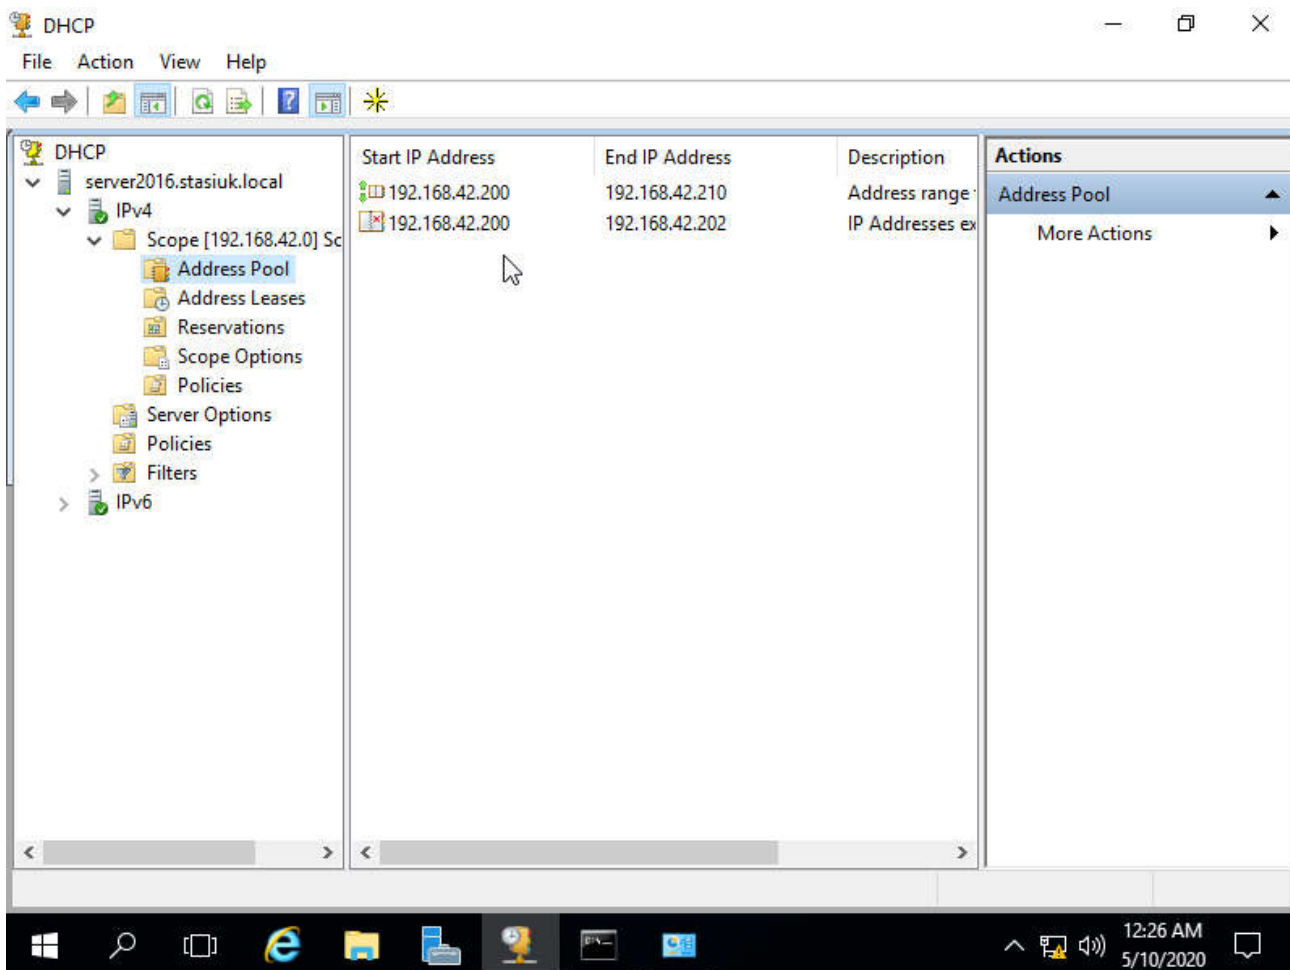 DHCP
File Action View Help
DHCP
server2016.stasiuk.local
IPv4
Scope [192.168.42.0] Sc
Address Pool
Address Leases
Reservations
Scope Options
Policies
Server Options
Policies
Filters
IPv6
Start IP Address End IP Address Description
192.168.42.200 192.168.42.210 Address range
192.168.42.200 192.168.42.202 IP Addresses ex
Actions
Address Pool
More Actions
12:26 AM
5/10/2020